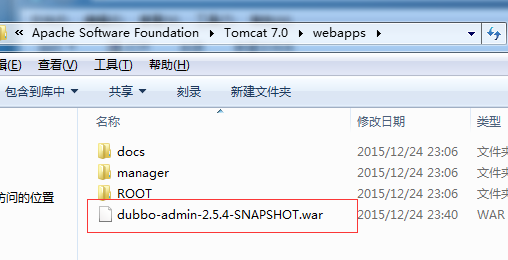 Apache Software Foundation ▸ Tomcat 7.0 ▸ webapps ▸
编辑(E) 查看(V) 工具(T) 帮助(H)
包含到库中 共享 刻录 新建文件夹
名称 修改日期 类型
docs 2015/12/24 23:06 文件夹
manager 2015/12/24 23:06 文件夹
ROOT 2015/12/24 23:06 文件夹
访问的位置
dubbo-admin-2.5.4-SNAPSHOT.war 2015/12/24 23:40 WAR